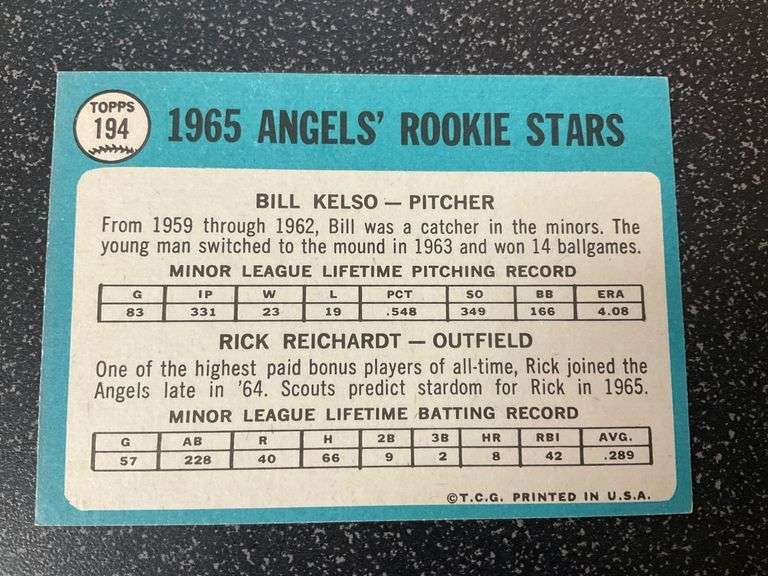 TOPPS
194
1965 ANGELS' ROOKIE STARS
BILL KELSO — PITCHER
From 1959 through 1962, Bill was a catcher in the minors. The
young man switched to the mound in 1963 and won 14 ballgames.
MINOR LEAGUE LIFETIME PITCHING RECORD
G IP W L PCT SO BB ERA
83 331 23 19 .548 349 166 4.08
RICK REICHARDT — OUTFIELD
One of the highest paid bonus players of all-time, Rick joined the
Angels late in '64. Scouts predict stardom for Rick in 1965.
MINOR LEAGUE LIFETIME BATTING RECORD
G AB R H 2B 3B HR RBI AVG.
57 228 40 66 9 2 8 42 .289
©T.C.G. PRINTED IN U.S.A.